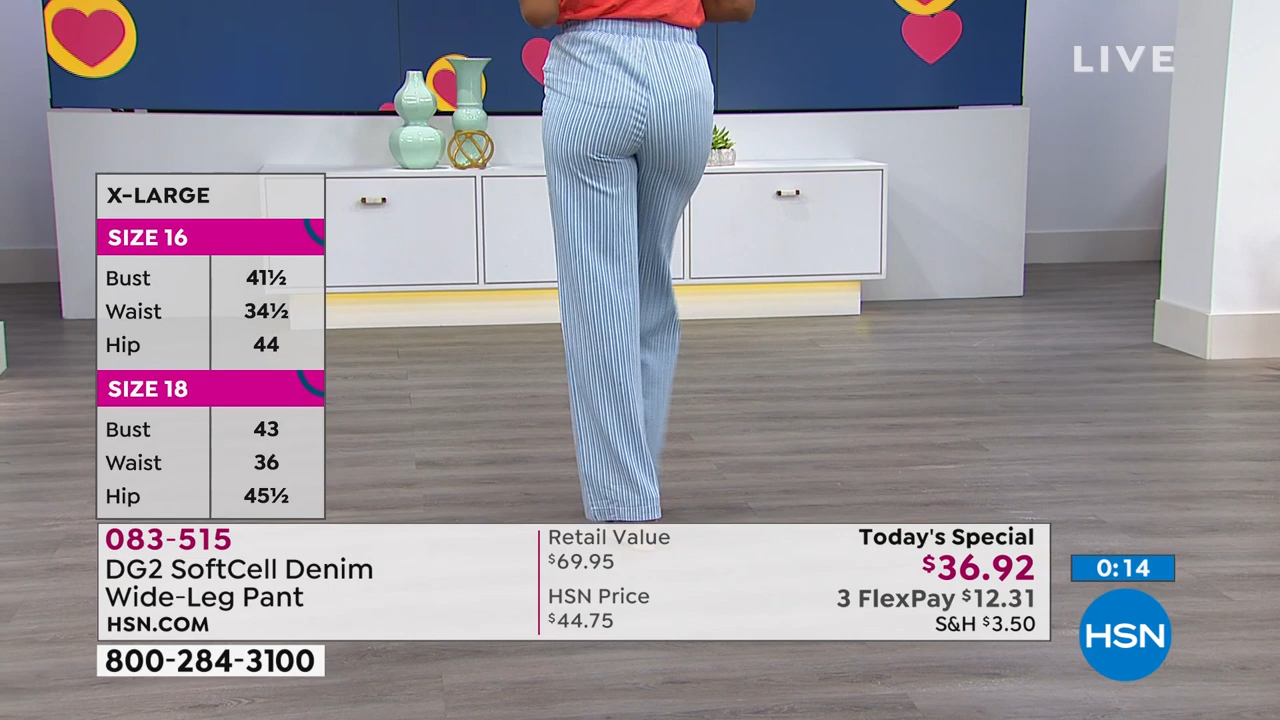 LIVE
X-LARGE
SIZE 16
Bust 41½
Waist 34½
Hip 44
SIZE 18
Bust 43
Waist 36
Hip 45½
083-515
DG2 SoftCell Denim
Wide-Leg Pant
HSN.COM
Retail Value
$69.95
HSN Price
$44.75
Today's Special
$36.92
3 FlexPay $12.31
S&H $3.50
0:14
HSN
800-284-3100